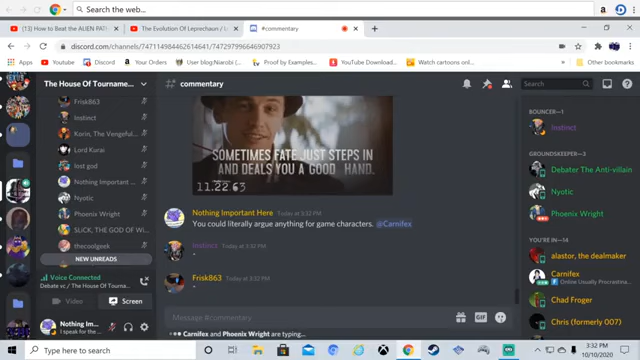 Search the web...
(1) How to Beat the ALIEN PAT
The Evolution Of Leprechaun / L
#commentary
discord.com/channels/747114984462614641/747297996646907923
Apps
YouTube
Discord
Your Orders
User blog:Nairobi
Proof by Examples...
YouTube Download...
Watch cartoons onl...
Other bookmarks
The House Of Tourname...
# commentary
Search
Frisk863
Instinct
Korin, The Vengeful
Lord Kurai
lost god
Nothing Important...
Nyotic
Phoenix Wright
SLICK, THE GOD OF W
thecoolgeek
NEW UNREADS
Voice Connected
Debate vc / The House Of Tourna...
Video
Screen
Nothing Im...
I speak for the
SOMETIMES FATE JUST STEPS IN
AND DEALS YOU A GOOD HAND.
11.22.63
Nothing Important Here Today at 3:32 PM
You could literally argue anything for game characters. @Carnifex
Instinct Today at 3:32 PM
Frisk863 Today at 3:32 PM
Message #commentary
GIF
Carnifex and Phoenix Wright are typing...
BOUNCER—1
Instinct
GROUNDSKEEPER—3
Debater The Anti-villain
Nyotic
Phoenix Wright
YOU'RE IN—14
alastor, the dealmaker
Carnifex
Online Usually Procrastina
Chad Froger
Chris (formerly 007)
Type here to search
3:32 PM
10/10/2020